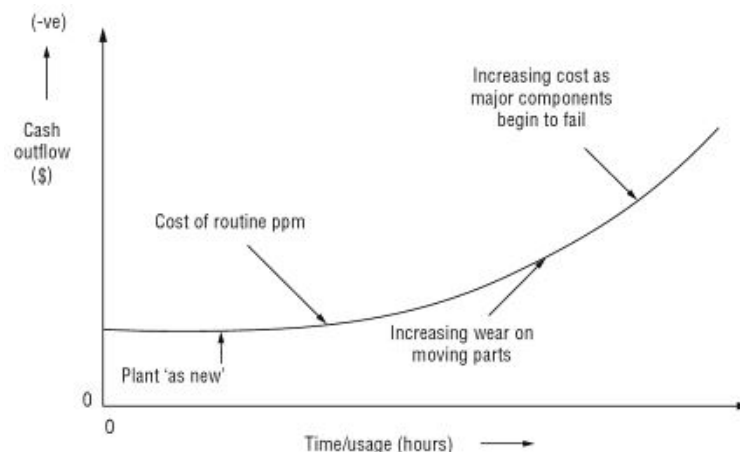 (-ve)
Cash
outflow
($)
Increasing cost as
major components
begin to fail
Cost of routine ppm
Increasing wear on
moving parts
Plant ‘as new’
0
0
Time/usage (hours)